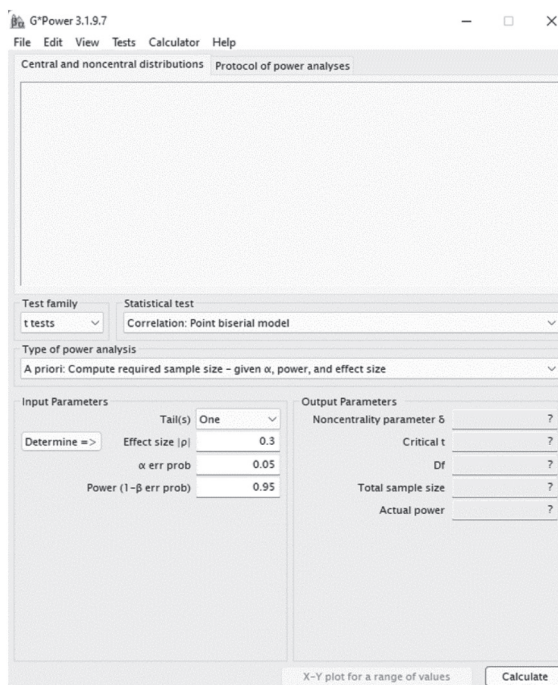 G*Power 3.1.9.7
File Edit View Tests Calculator Help
Central and noncentral distributions Protocol of power analyses
Test family Statistical test
t tests Correlation: Point biserial model
Type of power analysis
A priori: Compute required sample size – given α, power, and effect size
Input Parameters Output Parameters
Tail(s) One Noncentrality parameter δ ?
Determine => Effect size |ρ| 0.3 Critical t ?
α err prob 0.05 Df ?
Power (1-β err prob) 0.95 Total sample size ?
Actual power ?
X-Y plot for a range of values Calculate